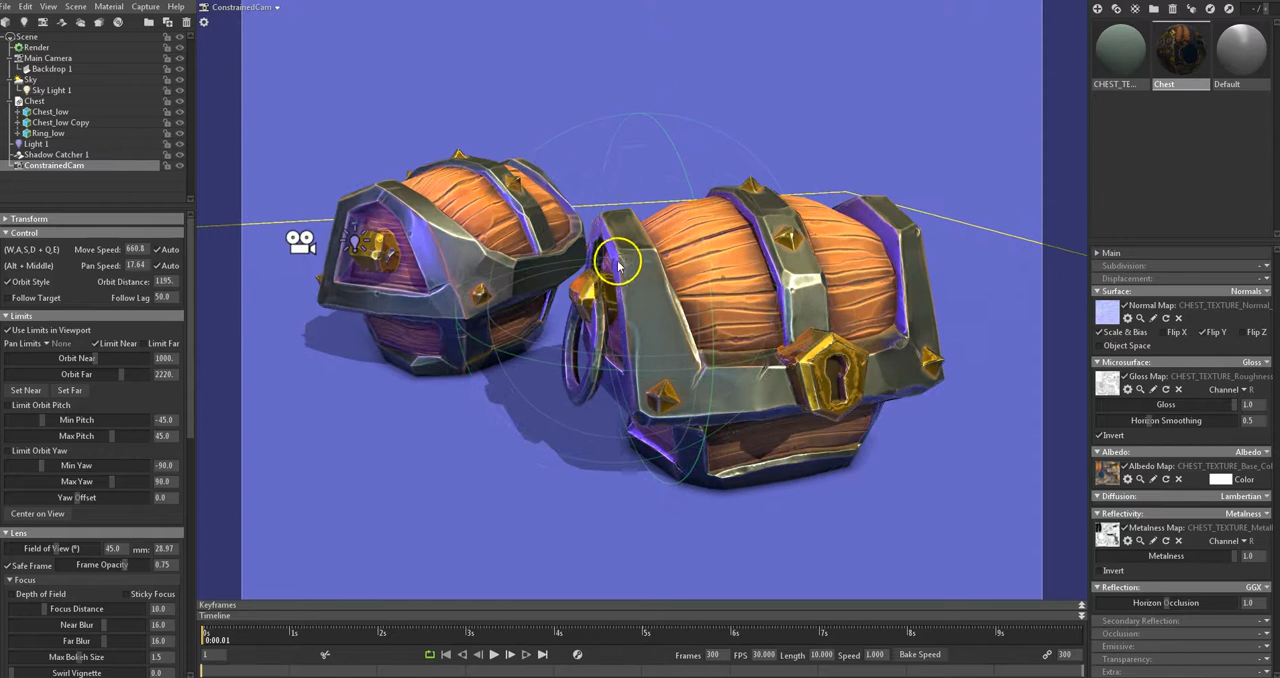 File Edit View Scene Material Capture Help
ConstrainedCam
Scene
Render
Main Camera
Backdrop 1
Sky
Sky Light 1
Chest
Chest_low
Chest_low Copy
Ring_low
Light 1
Shadow Catcher 1
ConstrainedCam
Transform
Control
(W,A,S,D + Q,E) Move Speed: 660.8 Auto
(Alt + Middle) Pan Speed: 17.64 Auto
Orbit Style Orbit Distance: 1195.
Follow Target Follow Lag 50.0
Limits
Use Limits in Viewport
Pan Limits None Limit Near Limit Far
Orbit Near 1000.
Orbit Far 2220.
Set Near Set Far
Limit Orbit Pitch
Min Pitch -45.0
Max Pitch 45.0
Limit Orbit Yaw
Min Yaw -90.0
Max Yaw 90.0
Yaw Offset 0.0
Center on View
Lens
Field of View (°) 45.0 mm: 28.97
Safe Frame Frame Opacity 0.75
Focus
Depth of Field Sticky Focus
Focus Distance 10.0
Near Blur 16.0
Far Blur 16.0
Max Bokeh Size 1.5
Swirl Vignette 0.0
Keyframes
Timeline
0s 1s 2s 3s 4s 5s 6s 7s 8s 9s
0:00.01
1 Frames 300 FPS 30.000 Length 10.000 Speed 1.000 Bake Speed 300
CHEST_TE... Chest Default
Main
Subdivision:
Displacement:
Surface: Normals
Normal Map: CHEST_TEXTURE_Normal_
Scale & Bias Flip X Flip Y Flip Z
Object Space
Microsurface: Gloss
Gloss Map: CHEST_TEXTURE_Roughness
Channel R
Gloss 1.0
Horizon Smoothing 0.5
Invert
Albedo: Albedo
Albedo Map: CHEST_TEXTURE_Base_Col
Color
Diffusion: Lambertian
Reflectivity: Metalness
Metalness Map: CHEST_TEXTURE_Metall
Channel R
Metalness 1.0
Invert
Reflection: GGX
Horizon Occlusion 1.0
Secondary Reflection:
Occlusion:
Emissive:
Transparency:
Extra: